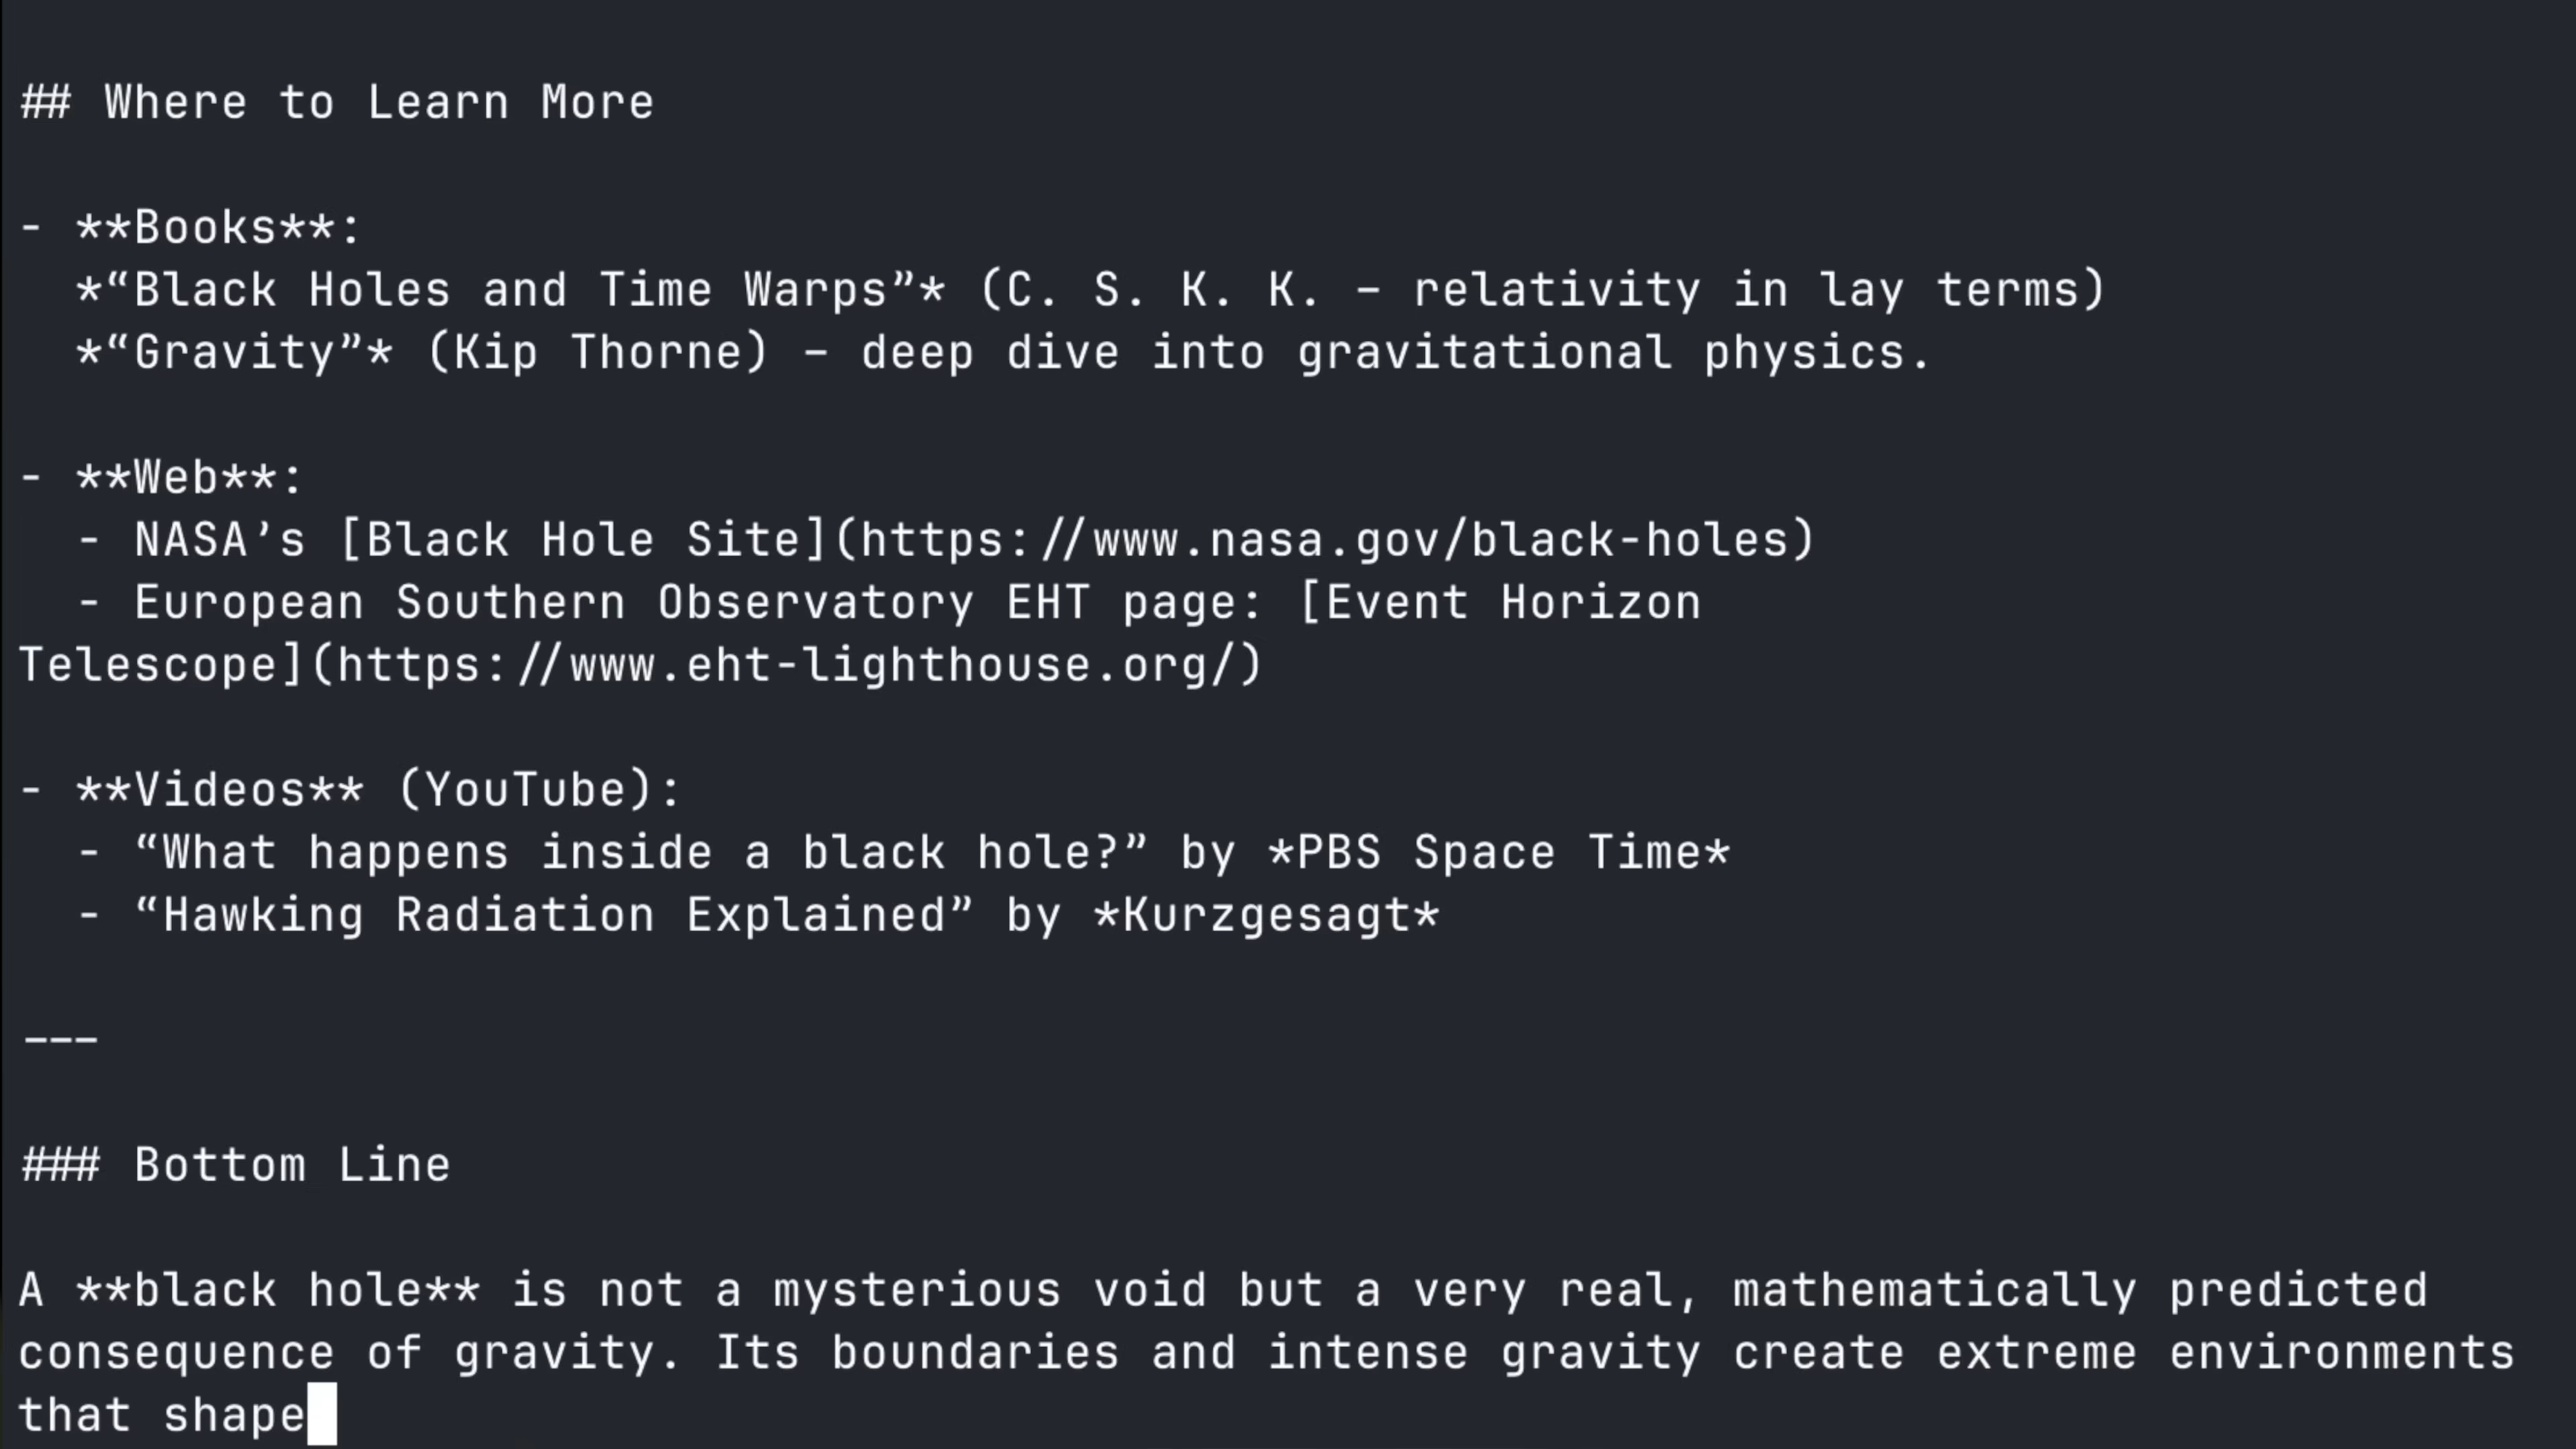 ## Where to Learn More
- **Books**:
*“Black Holes and Time Warps”* (C. S. K. K. – relativity in lay terms)
*“Gravity”* (Kip Thorne) – deep dive into gravitational physics.
- **Web**:
- NASA’s [Black Hole Site](https://www.nasa.gov/black-holes)
- European Southern Observatory EHT page: [Event Horizon
Telescope](https://www.eht-lighthouse.org/)
- **Videos** (YouTube):
- “What happens inside a black hole?” by *PBS Space Time*
- “Hawking Radiation Explained” by *Kurzgesagt*
---
### Bottom Line
A **black hole** is not a mysterious void but a very real, mathematically predicted
consequence of gravity. Its boundaries and intense gravity create extreme environments
that shape